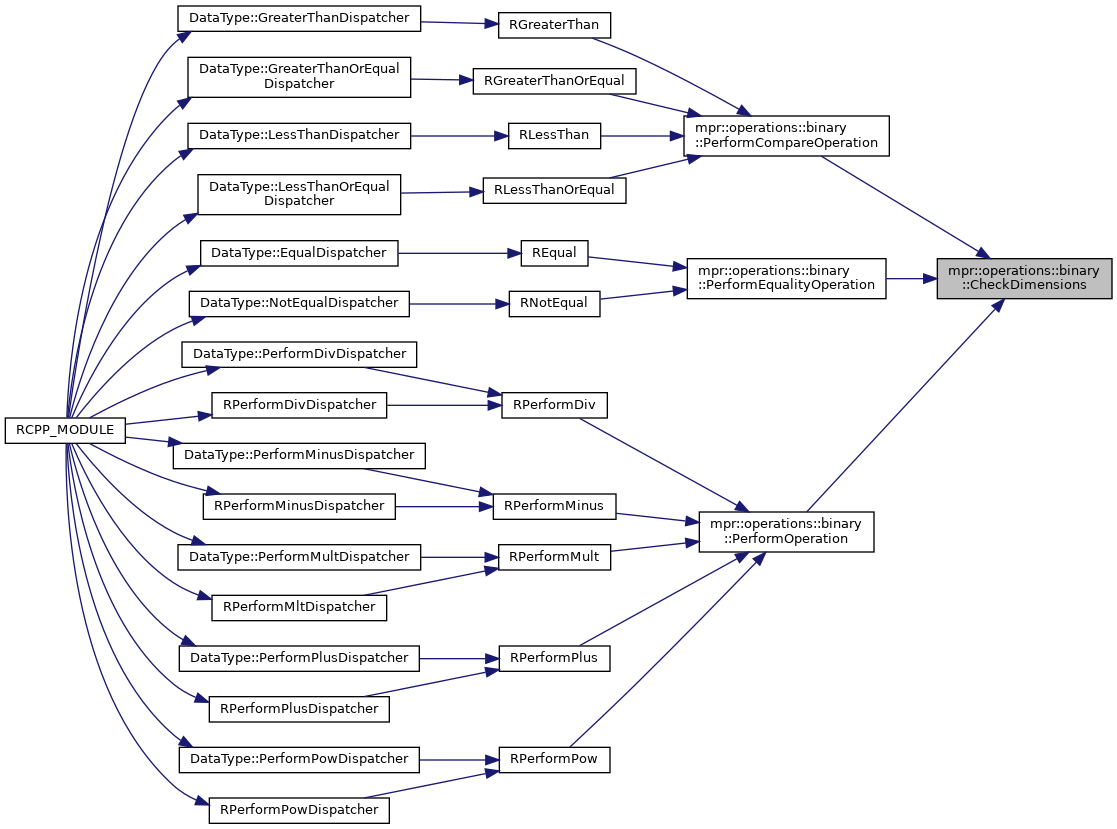 DataType::GreaterThanDispatcher
RGreaterThan
DataType::GreaterThanOrEqual
Dispatcher
RGreaterThanOrEqual
mpr::operations::binary
::PerformCompareOperation
DataType::LessThanDispatcher
RLessThan
DataType::LessThanOrEqual
Dispatcher
RLessThanOrEqual
DataType::EqualDispatcher
REqual
mpr::operations::binary
::PerformEqualityOperation
mpr::operations::binary
::CheckDimensions
DataType::NotEqualDispatcher
RNotEqual
DataType::PerformDivDispatcher
RPerformDivDispatcher
RPerformDiv
RCPP_MODULE
DataType::PerformMinusDispatcher
RPerformMinusDispatcher
RPerformMinus
mpr::operations::binary
::PerformOperation
DataType::PerformMultDispatcher
RPerformMult
RPerformMltDispatcher
DataType::PerformPlusDispatcher
RPerformPlus
RPerformPlusDispatcher
DataType::PerformPowDispatcher
RPerformPow
RPerformPowDispatcher